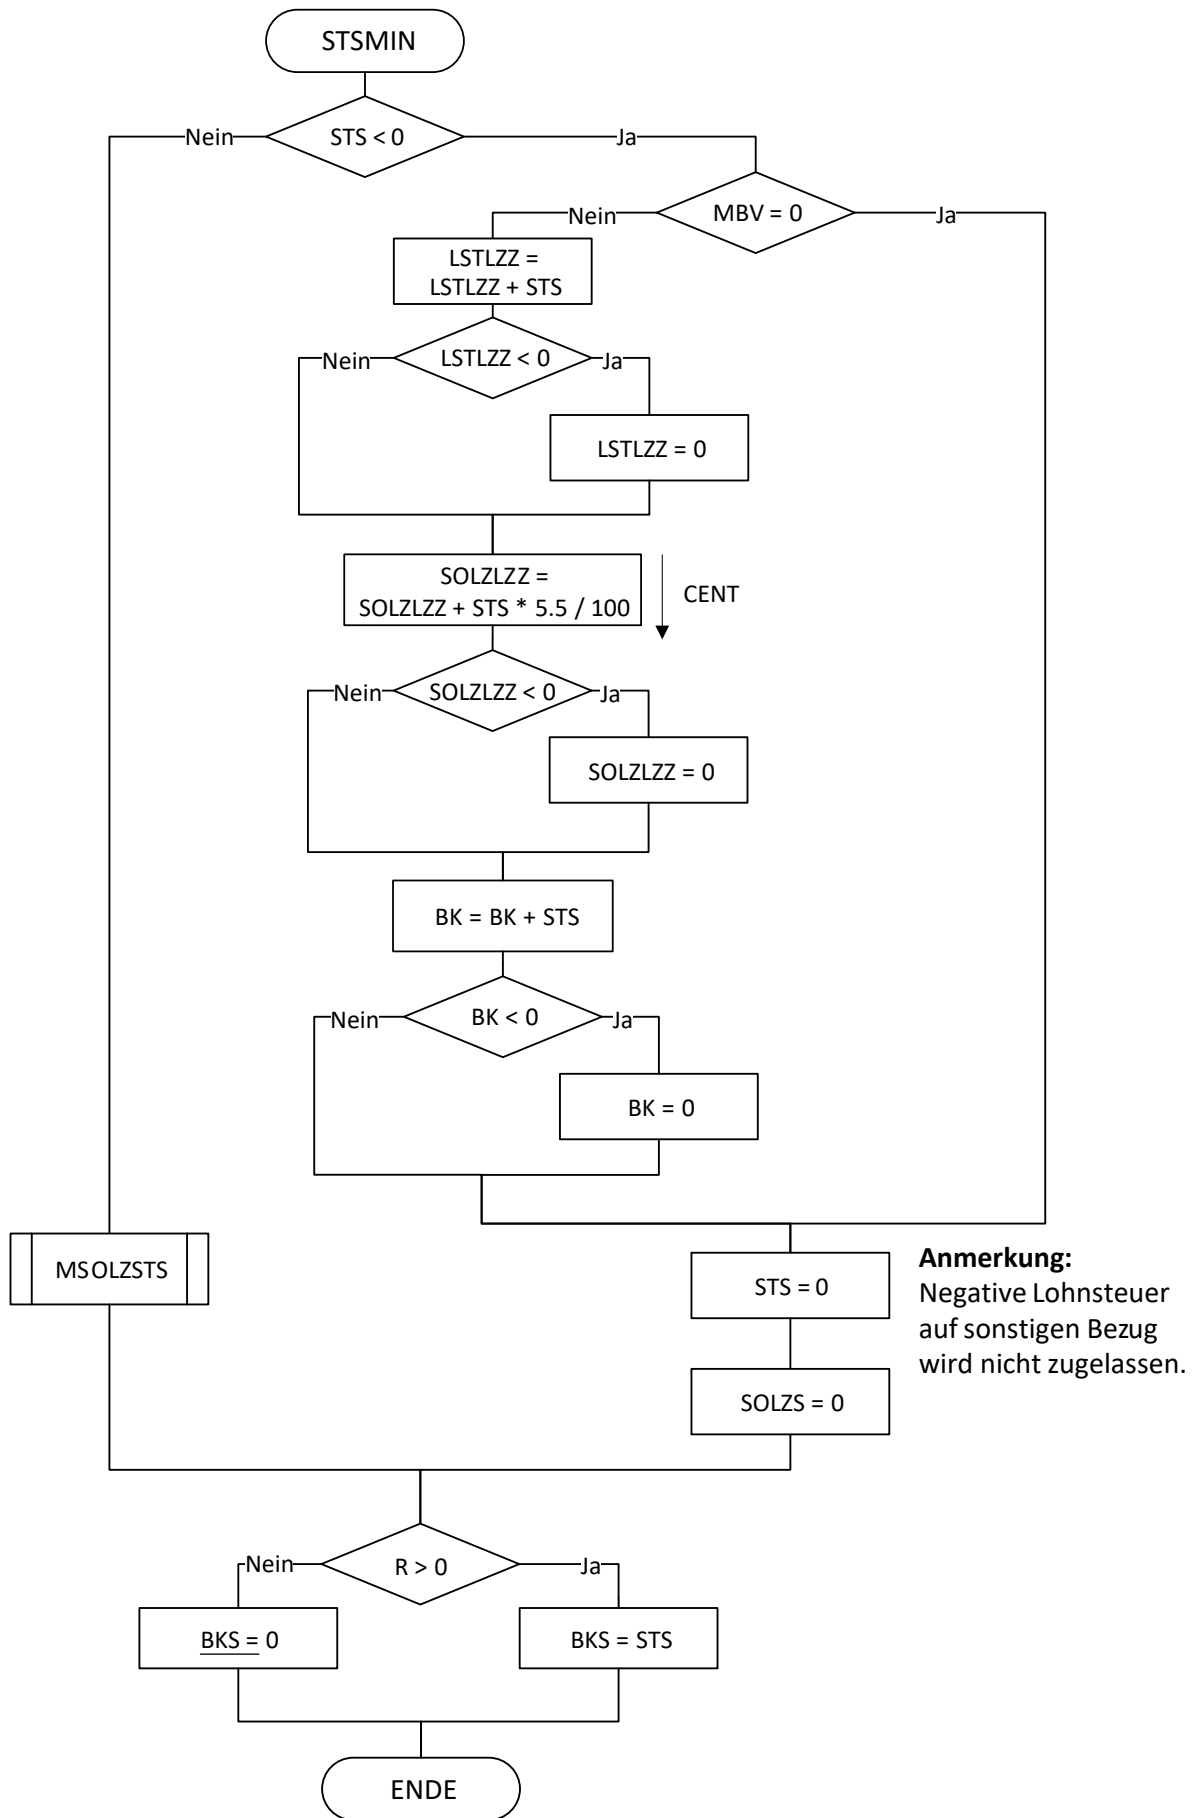 STSMIN
Nein
STS < 0
Ja
Nein
MBV = 0
Ja
LSTLZZ =
LSTLZZ + STS
Nein
LSTLZZ < 0
Ja
LSTLZZ = 0
SOLZLZZ =
SOLZLZZ + STS * 5.5 / 100
CENT
Nein
SOLZLZZ < 0
Ja
SOLZLZZ = 0
BK = BK + STS
Nein
BK < 0
Ja
BK = 0
MSOLZSTS
STS = 0
Anmerkung:
Negative Lohnsteuer
auf sonstigen Bezug
wird nicht zugelassen.
SOLZS = 0
Nein
R > 0
Ja
BKS = 0
BKS = STS
ENDE